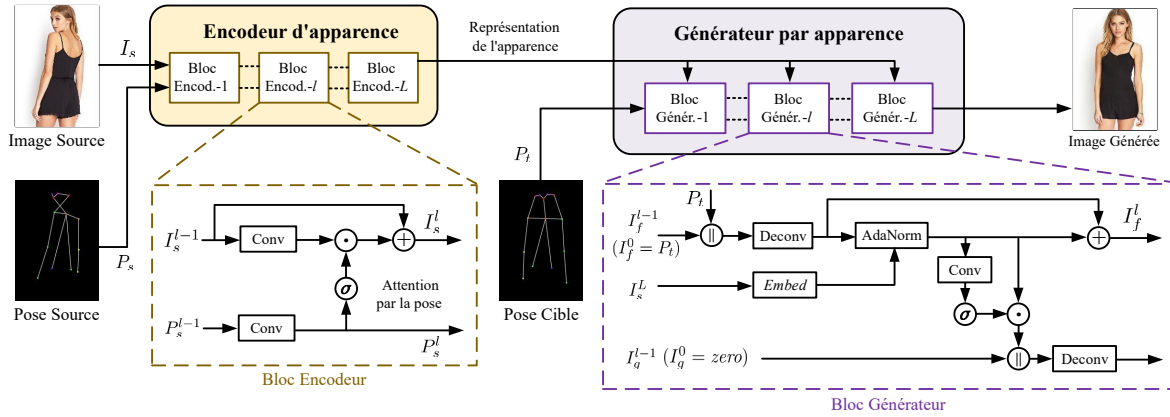 Encodeur d'apparence
Bloc
Encod.-1
Bloc
Encod.-l
Bloc
Encod.-L
I_s
Image Source
P_s
Pose Source
Représentation
de l'apparence
Générateur par apparence
Bloc
Génér.-1
Bloc
Génér.-l
Bloc
Génér.-L
Image Générée
P_t
Pose Cible
I_s^{l-1}
Conv
I_s^l
σ
Attention
par la pose
P_s^{l-1}
Conv
P_s^l
Bloc Encodeur
P_t
I_f^{l-1}
(I_f^0 = P_t)
||
Deconv
AdaNorm
I_f^l
I_s^L
Embed
Conv
σ
I_g^{l-1} (I_g^0 = zero)
||
Deconv
Bloc Générateur